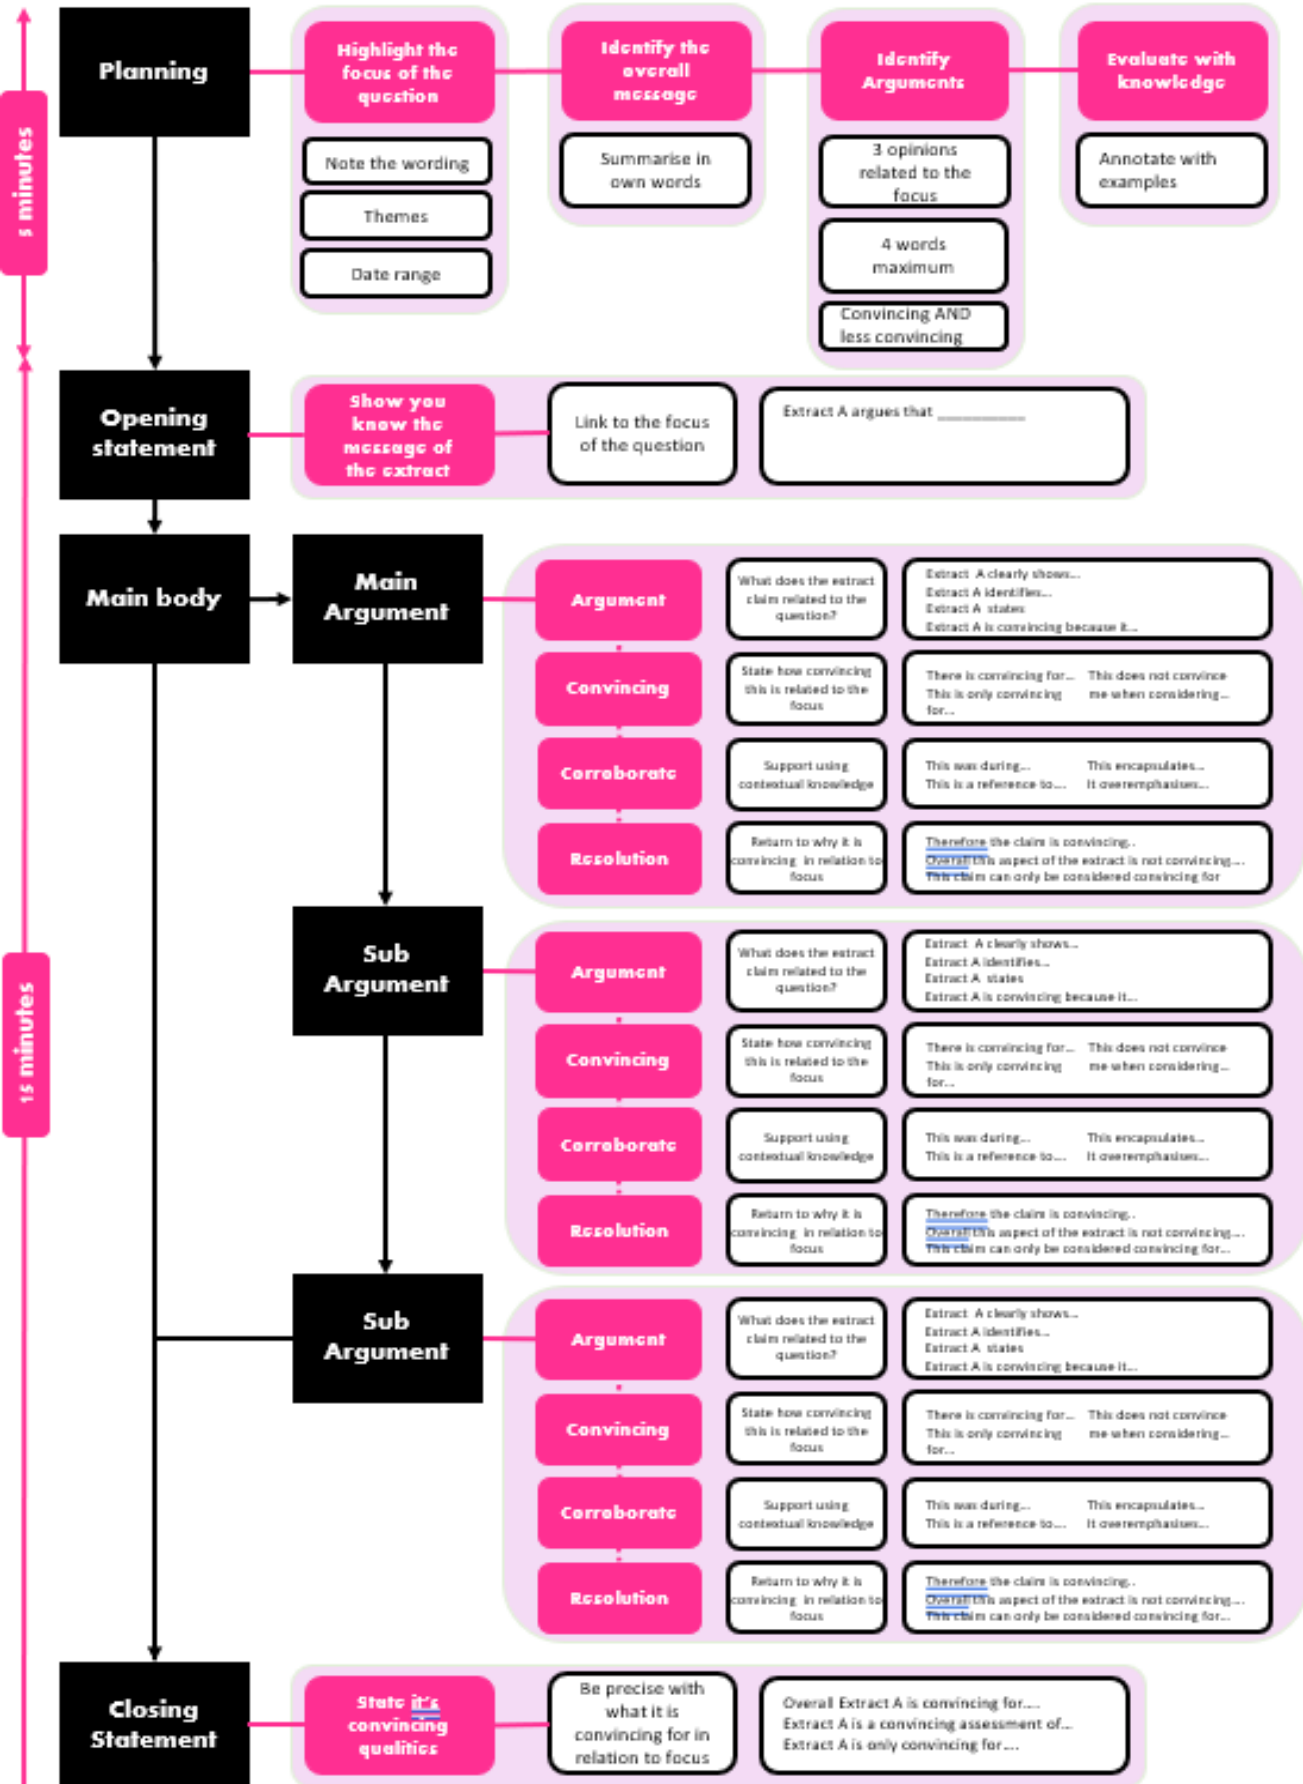 Planning
Highlight the
focus of the
question
Note the wording
Themes
Date range
Identify the
overall
message
Summarise in
own words
Identify
Arguments
3 opinions
related to the
focus
4 words
maximum
Convincing AND
less convincing
Evaluate with
knowledge
Annotate with
examples
5 minutes
Opening
statement
Show you
know the
message of
the extract
Link to the focus
of the question
Extract A argues that __________
15 minutes
Main body
Main
Argument
Argument
What does the extract
claim related to the
question?
Extract A clearly shows...
Extract A identifies...
Extract A states
Extract A is convincing because it...
Convincing
State how convincing
this is related to the
focus
There is convincing for...
This is only convincing
for...
This does not convince
me when considering...
Corroborate
Support using
contextual knowledge
This was during...
This is a reference to....
This encapsulates...
It overemphasises...
Resolution
Return to why it is
convincing in relation to
focus
Therefore the claim is convincing..
Overall this aspect of the extract is not convincing....
This claim can only be considered convincing for
Sub
Argument
Argument
What does the extract
claim related to the
question?
Extract A clearly shows...
Extract A identifies...
Extract A states
Extract A is convincing because it...
Convincing
State how convincing
this is related to the
focus
There is convincing for...
This is only convincing
for...
This does not convince
me when considering...
Corroborate
Support using
contextual knowledge
This was during...
This is a reference to....
This encapsulates...
It overemphasises...
Resolution
Return to why it is
convincing in relation to
focus
Therefore the claim is convincing..
Overall this aspect of the extract is not convincing....
This claim can only be considered convincing for...
Sub
Argument
Argument
What does the extract
claim related to the
question?
Extract A clearly shows...
Extract A identifies...
Extract A states
Extract A is convincing because it...
Convincing
State how convincing
this is related to the
focus
There is convincing for...
This is only convincing
for...
This does not convince
me when considering...
Corroborate
Support using
contextual knowledge
This was during...
This is a reference to....
This encapsulates...
It overemphasises...
Resolution
Return to why it is
convincing in relation to
focus
Therefore the claim is convincing..
Overall this aspect of the extract is not convincing....
This claim can only be considered convincing for...
Closing
Statement
State it's
convincing
qualities
Be precise with
what it is
convincing for in
relation to focus
Overall Extract A is convincing for....
Extract A is a convincing assessment of...
Extract A is only convincing for....